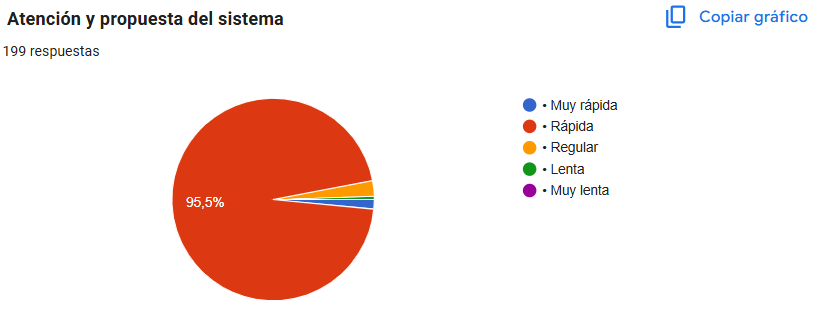 Atención y propuesta del sistema
Copiar gráfico
199 respuestas
95,5%
• Muy rápida
• Rápida
• Regular
• Lenta
• Muy lenta